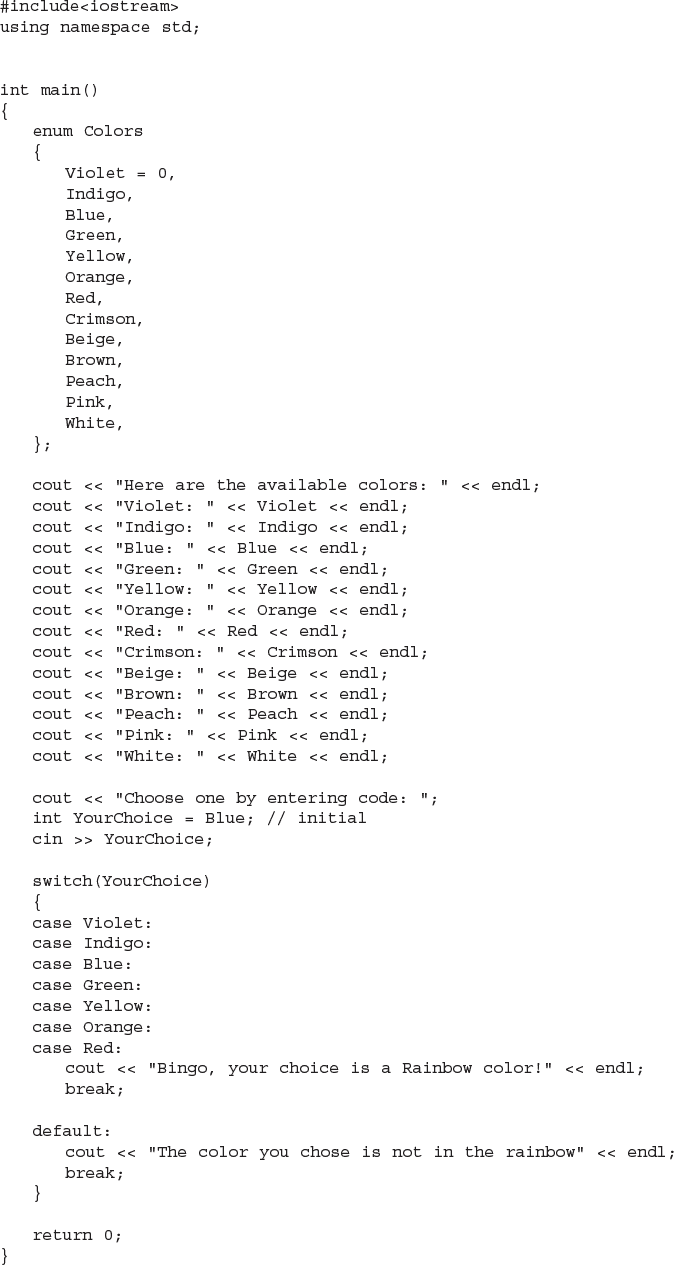 #include<iostream>
using namespace std;
int main()
{
enum Colors
{
Violet = 0,
Indigo,
Blue,
Green,
Yellow,
Orange,
Red,
Crimson,
Beige,
Brown,
Peach,
Pink,
White,
};
cout << "Here are the available colors: " << endl;
cout << "Violet: " << Violet << endl;
cout << "Indigo: " << Indigo << endl;
cout << "Blue: " << Blue << endl;
cout << "Green: " << Green << endl;
cout << "Yellow: " << Yellow << endl;
cout << "Orange: " << Orange << endl;
cout << "Red: " << Red << endl;
cout << "Crimson: " << Crimson << endl;
cout << "Beige: " << Beige << endl;
cout << "Brown: " << Brown << endl;
cout << "Peach: " << Peach << endl;
cout << "Pink: " << Pink << endl;
cout << "White: " << White << endl;
cout << "Choose one by entering code: ";
int YourChoice = Blue; // initial
cin >> YourChoice;
switch(YourChoice)
{
case Violet:
case Indigo:
case Blue:
case Green:
case Yellow:
case Orange:
case Red:
cout << "Bingo, your choice is a Rainbow color!" << endl;
break;
default:
cout << "The color you chose is not in the rainbow" << endl;
break;
}
return 0;
}